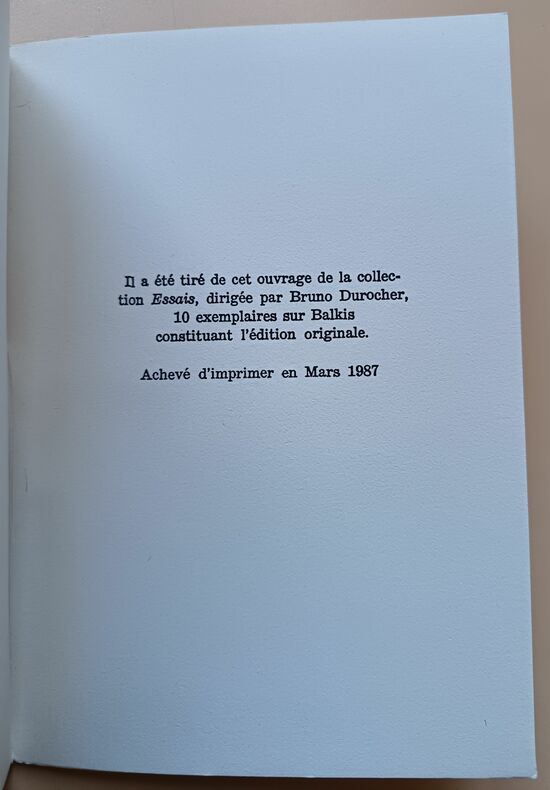 Il a été tiré de cet ouvrage de la collec-
tion Essais, dirigée par Bruno Durocher,
10 exemplaires sur Balkis
constituant l'édition originale.
Achevé d'imprimer en Mars 1987